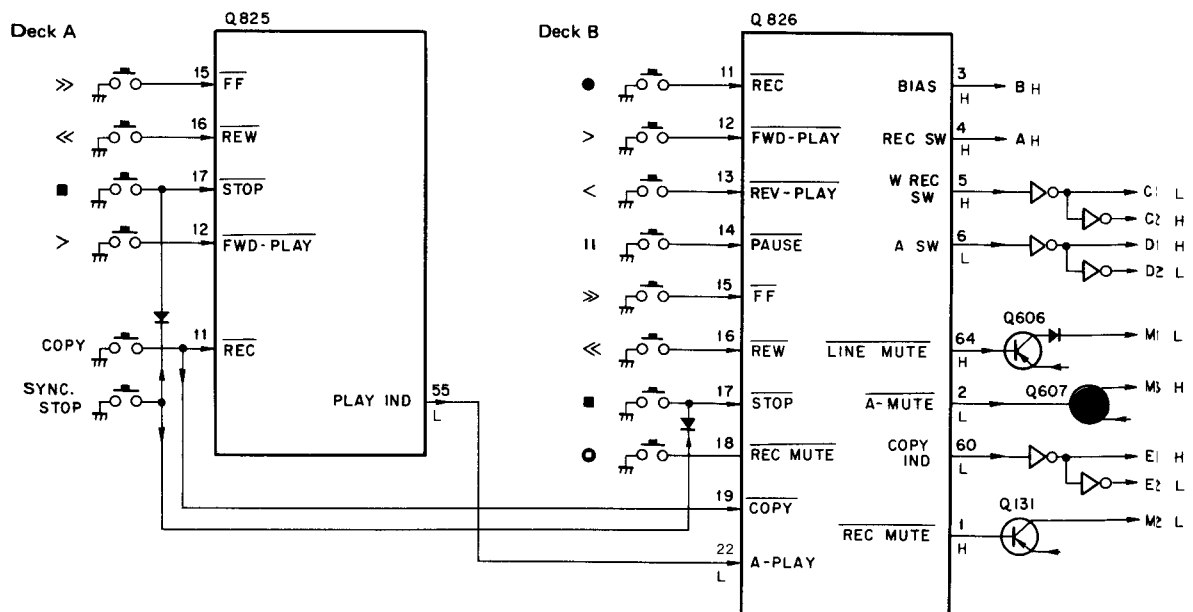 Q825
Q826
Deck A
Deck B
15
FF
16
REW
17
STOP
12
FWD-PLAY
COPY
11
REC
SYNC.
STOP
PLAY IND
55
L
11
REC
12
FWD-PLAY
13
REV-PLAY
14
PAUSE
15
FF
16
REW
17
STOP
18
REC MUTE
19
COPY
22
L
A-PLAY
BIAS
3
H
B H
REC SW
4
H
A H
W REC
SW
5
H
C1 L
C2 H
A SW
6
L
D1 H
D2 L
Q606
LINE MUTE
64
H
M1 L
Q607
A-MUTE
2
L
M3 H
COPY
IND
60
L
E1 H
E2 L
Q131
REC MUTE
1
H
M2 L